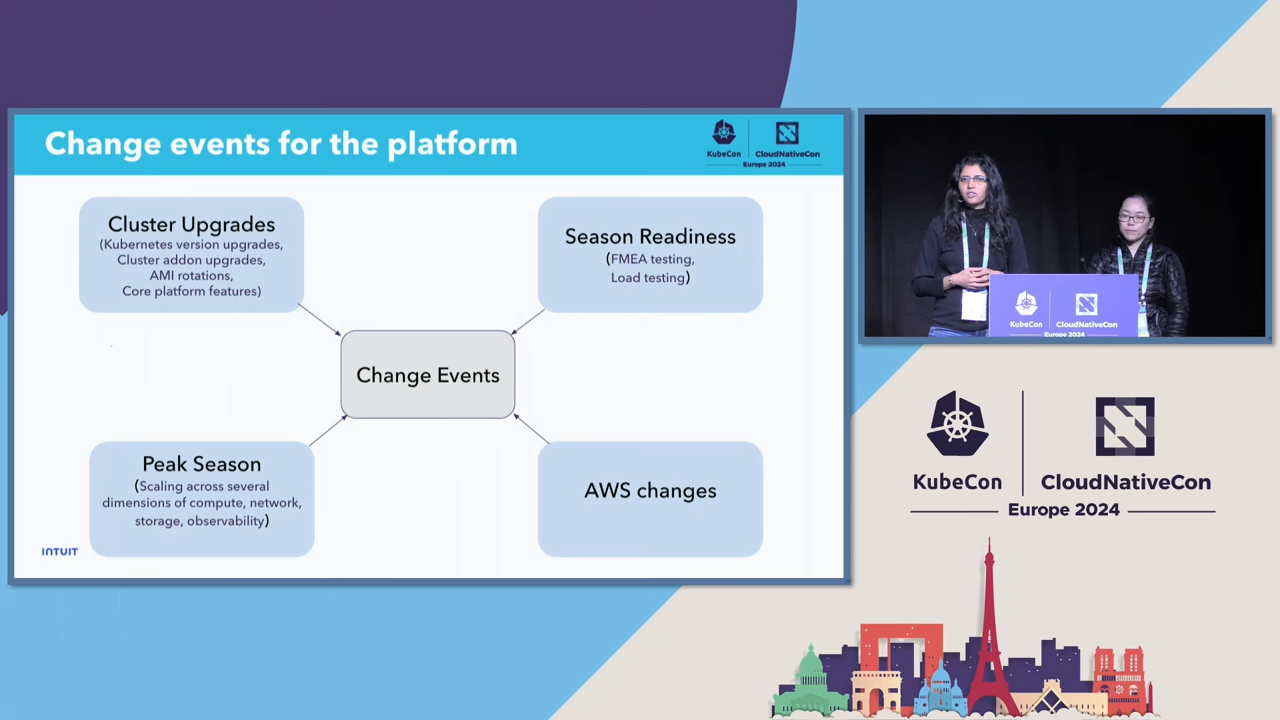 Change events for the platform
KubeCon
CloudNativeCon
Europe 2024
Cluster Upgrades
(Kubernetes version upgrades,
Cluster addon upgrades,
AMI rotations,
Core platform features)
Season Readiness
(FMEA testing,
Load testing)
Change Events
Peak Season
(Scaling across several
dimensions of compute, network,
storage, observability)
AWS changes
INTUIT
KubeCon
CloudNativeCon
Europe 2024
KubeCon
CloudNativeCon
Europe 2024